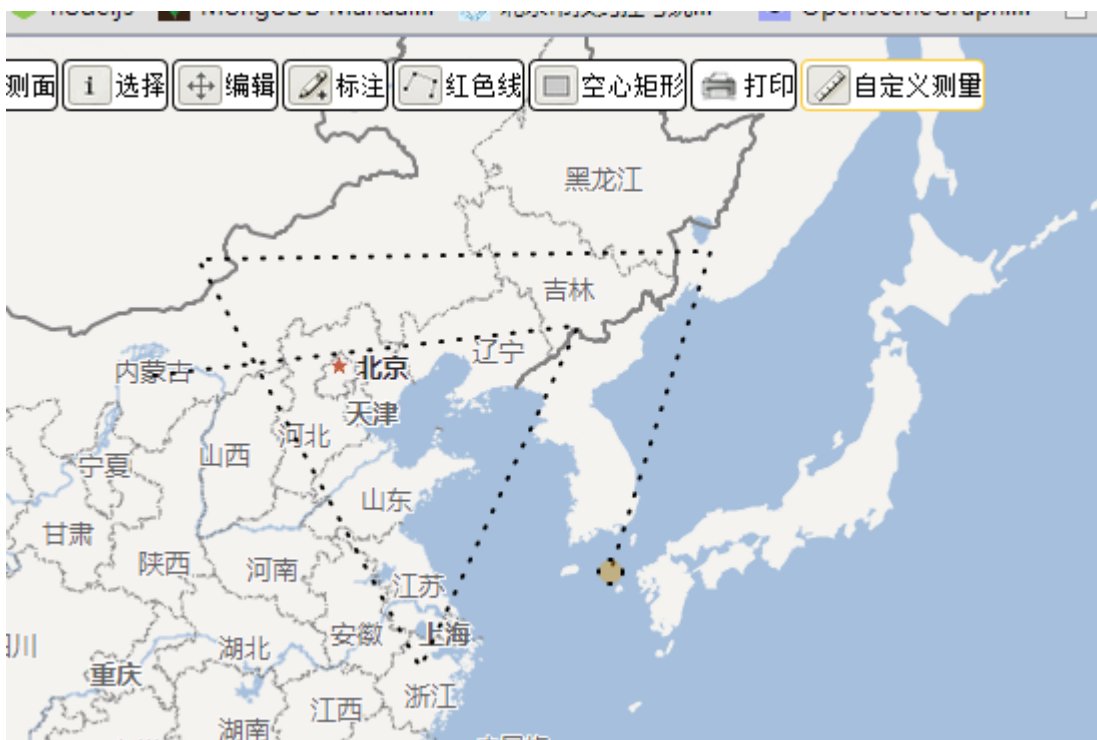 测面 选择 编辑 标注 红色线 空心矩形 打印 自定义测量
黑龙江
吉林
辽宁
内蒙古
北京
天津
河北
山西
宁夏
山东
甘肃
陕西
河南
江苏
安徽
上海
湖北
重庆
浙江
江西
湖南